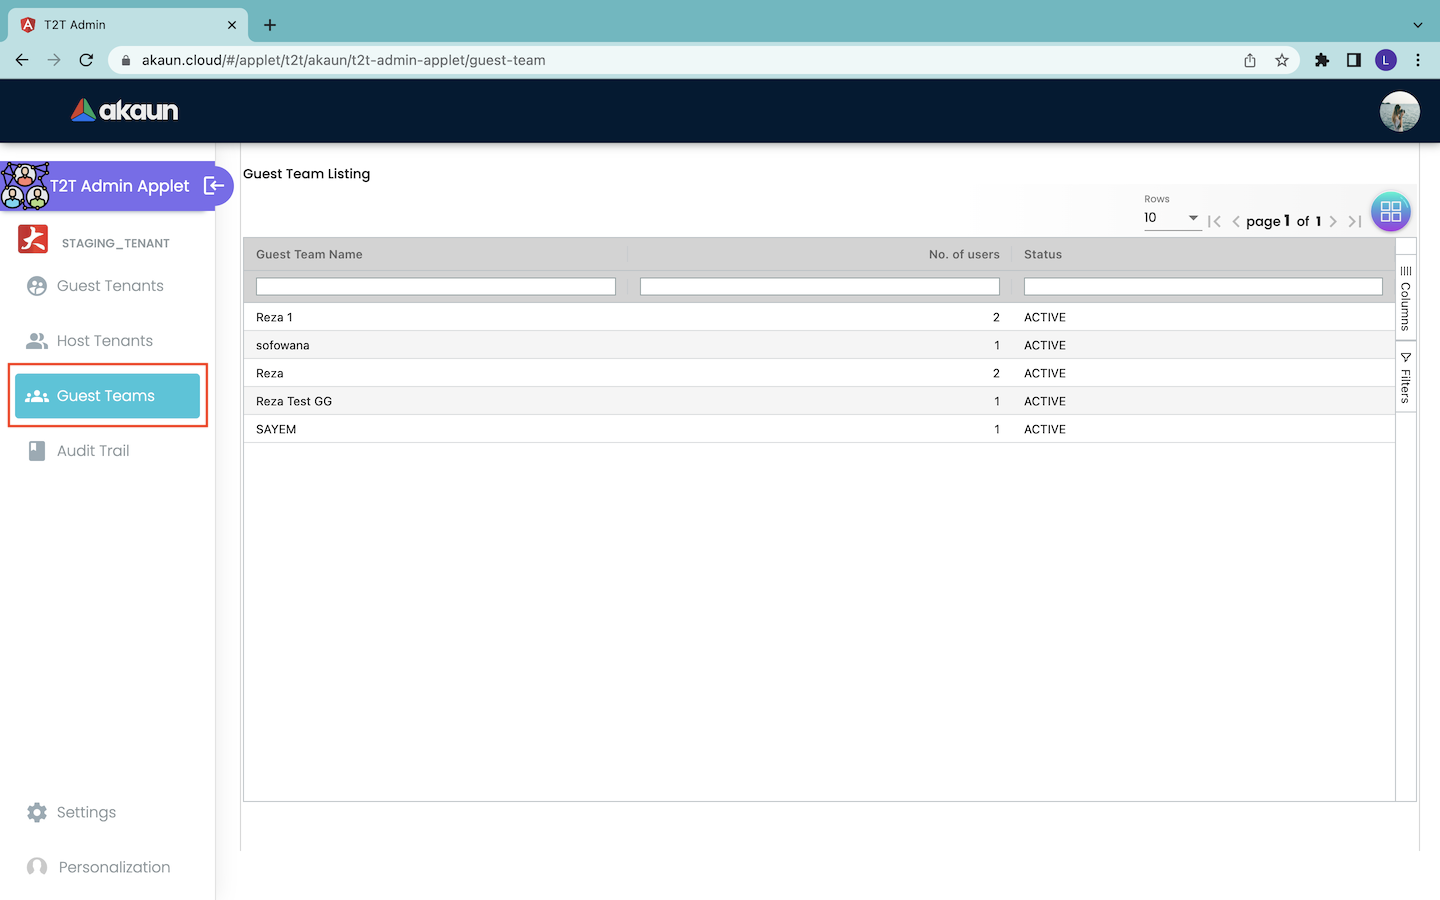 T2T Admin
akaun.cloud/#/applet/t2t/akaun/t2t-admin-applet/guest-team
L
akaun
T2T Admin Applet
STAGING_TENANT
Guest Tenants
Host Tenants
Guest Teams
Audit Trail
Settings
Personalization
Guest Team Listing
Rows
10
page 1 of 1
Guest Team Name No. of users Status
Reza 1 2 ACTIVE
sofowana 1 ACTIVE
Reza 2 ACTIVE
Reza Test GG 1 ACTIVE
SAYEM 1 ACTIVE
Columns
Filters